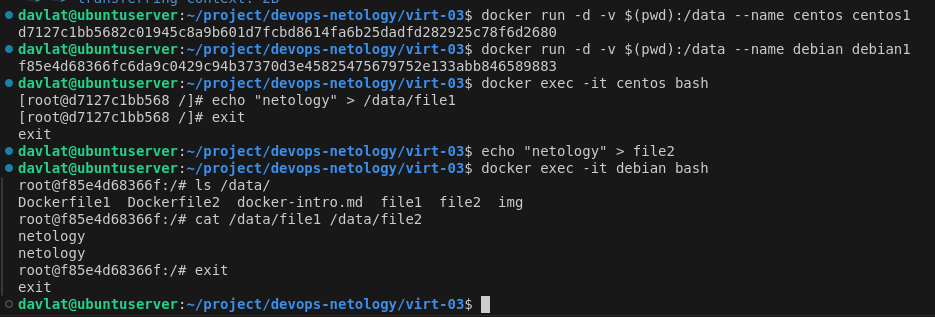 => => transferring context: 2B
davlat@ubuntuserver:~/project/devops-netology/virt-03$ docker run -d -v $(pwd):/data --name centos centos1
d7127c1bb5682c01945c8a9b601d7fcbd8614fa6b25dadfd282925c78f6d2680
davlat@ubuntuserver:~/project/devops-netology/virt-03$ docker run -d -v $(pwd):/data --name debian debian1
f85e4d68366fc6da9c0429c94b37370d3e45825475679752e133abb846589883
davlat@ubuntuserver:~/project/devops-netology/virt-03$ docker exec -it centos bash
[root@d7127c1bb568 /]# echo "netology" > /data/file1
[root@d7127c1bb568 /]# exit
exit
davlat@ubuntuserver:~/project/devops-netology/virt-03$ echo "netology" > file2
davlat@ubuntuserver:~/project/devops-netology/virt-03$ docker exec -it debian bash
root@f85e4d68366f:/# ls /data/
Dockerfile1  Dockerfile2  docker-intro.md  file1  file2  img
root@f85e4d68366f:/# cat /data/file1 /data/file2
netology
netology
root@f85e4d68366f:/# exit
exit
davlat@ubuntuserver:~/project/devops-netology/virt-03$